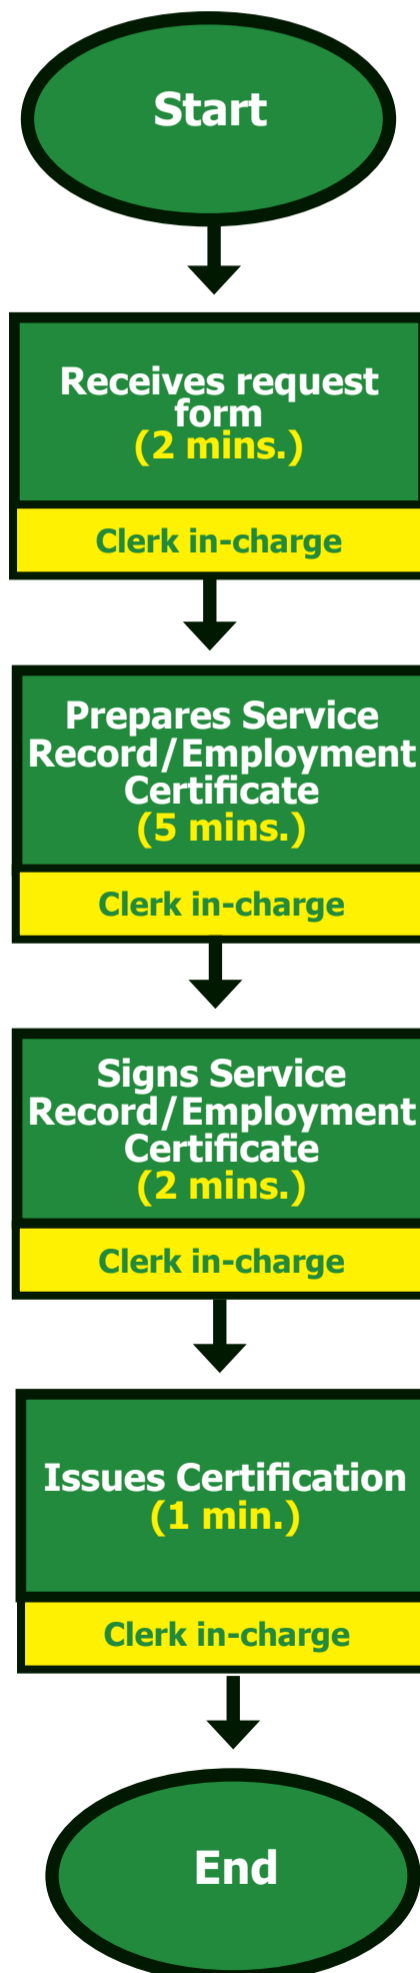 Start
Receives request
form
(2 mins.)
Clerk in-charge
Prepares Service
Record/Employment
Certificate
(5 mins.)
Clerk in-charge
Signs Service
Record/Employment
Certificate
(2 mins.)
Clerk in-charge
Issues Certification
(1 min.)
Clerk in-charge
End